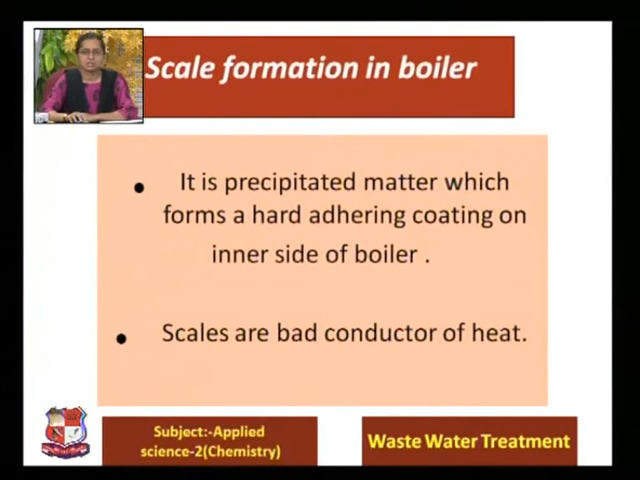 Scale formation in boiler
• It is precipitated matter which
forms a hard adhering coating on
inner side of boiler .
• Scales are bad conductor of heat.
Subject:-Applied
science-2(Chemistry)
Waste Water Treatment